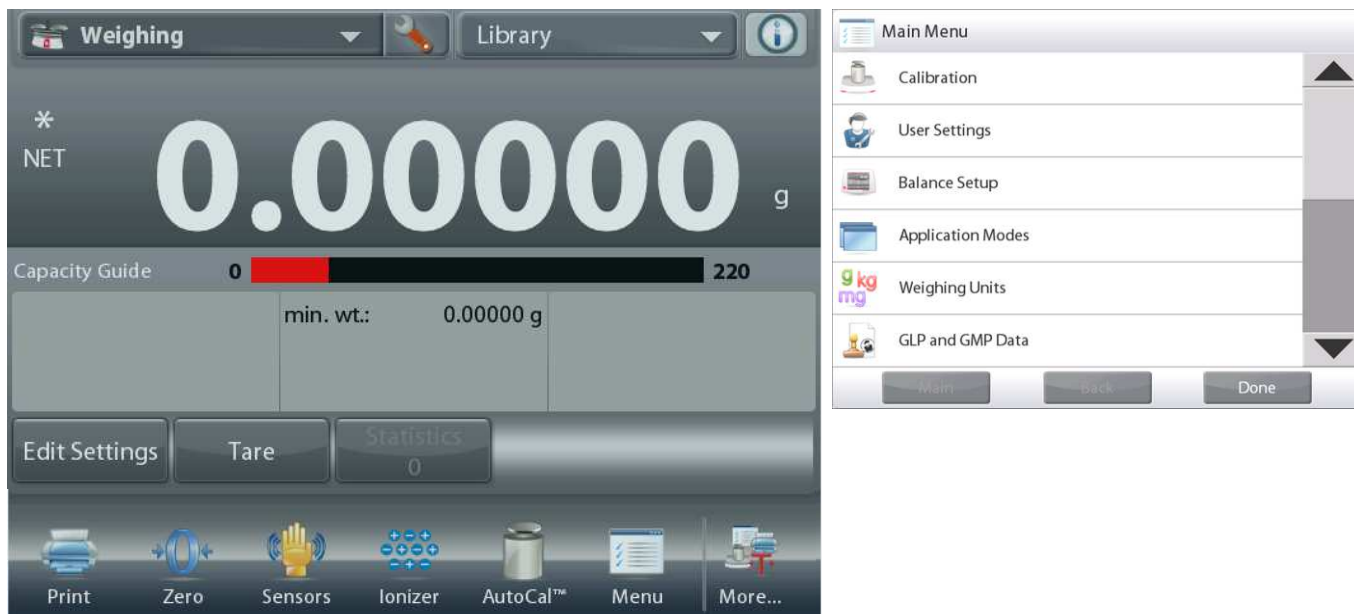 Weighing
Library
*
NET
0.00000 g
Capacity Guide 0 220
min. wt.: 0.00000 g
Edit Settings
Tare
Statistics
0
Print
Zero
Sensors
Ionizer
AutoCal™
Menu
More...
Main Menu
Calibration
User Settings
Balance Setup
Application Modes
g kg
mg
Weighing Units
GLP and GMP Data
Main
Back
Done